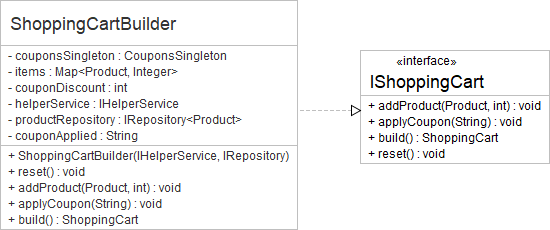 ShoppingCartBuilder
- couponsSingleton : CouponsSingleton
- items : Map<Product, Integer>
- couponDiscount : int
- helperService : IHelperService
- productRepository : IRepository<Product>
- couponApplied : String
+ ShoppingCartBuilder(IHelperService, IRepository)
+ reset() : void
+ addProduct(Product, int) : void
+ applyCoupon(String) : void
+ build() : ShoppingCart
«interface»
IShoppingCart
+ addProduct(Product, int) : void
+ applyCoupon(String) : void
+ build() : ShoppingCart
+ reset() : void